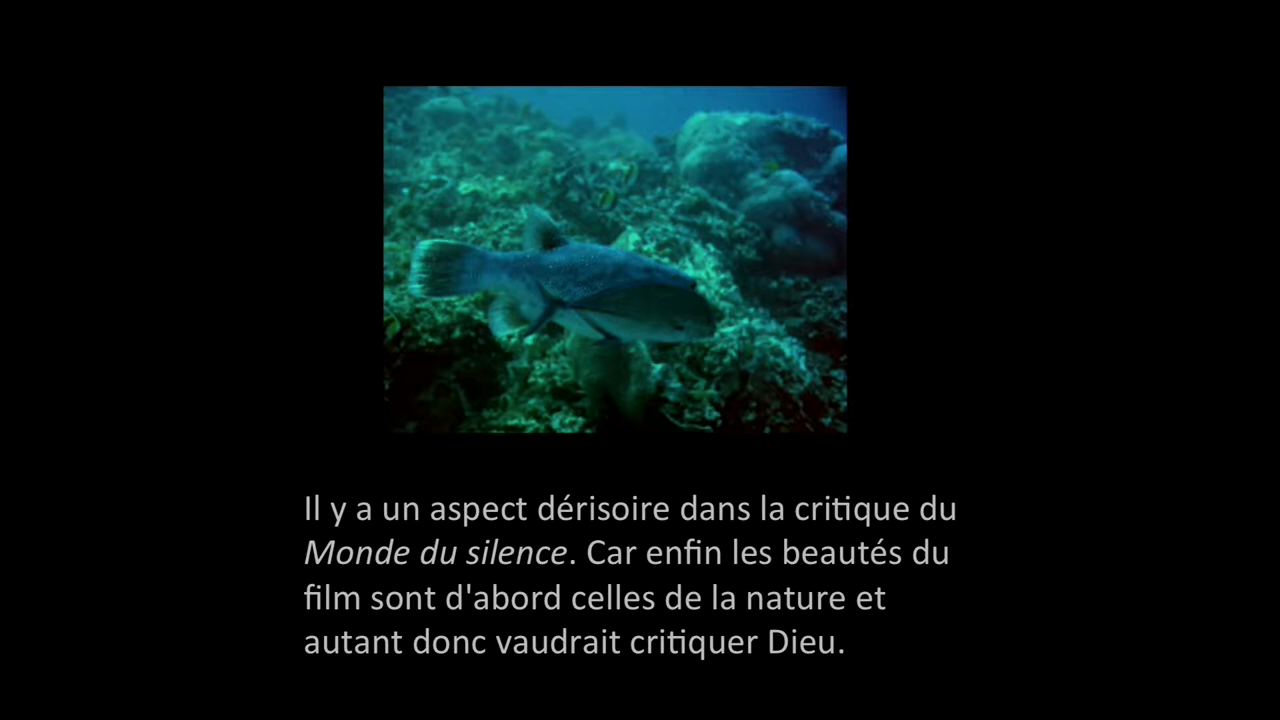 Il y a un aspect dérisoire dans la critique du
Monde du silence. Car enfin les beautés du
film sont d'abord celles de la nature et
autant donc vaudrait critiquer Dieu.